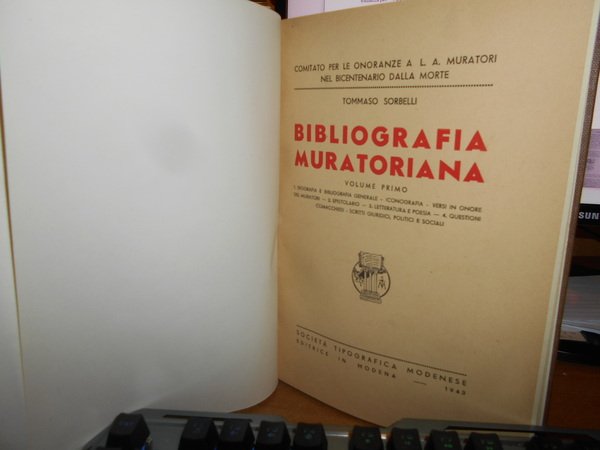 COMITATO PER LE ONORANZE A L. A. MURATORI
NEL BICENTENARIO DALLA MORTE
TOMMASO SORBELLI
BIBLIOGRAFIA
MURATORIANA
VOLUME PRIMO
1. BIOGRAFIA E BIBLIOGRAFIA GENERALE - ICONOGRAFIA - VERSI IN ONORE
DEL MURATORI — 2. EPISTOLARIO — 3. LETTERATURA E POESIA — 4. QUESTIONI
COMACCHIESI - SCRITTI GIURIDICI, POLITICI E SOCIALI
SOCIETÀ TIPOGRAFICA MODENESE
EDITRICE IN MODENA — 1943